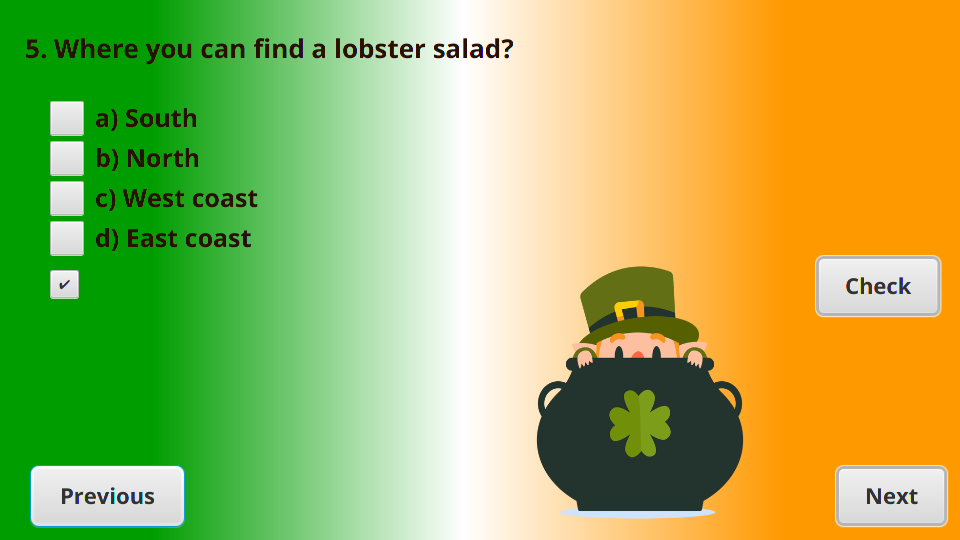 5. Where you can find a lobster salad?
a) South
b) North
c) West coast
d) East coast
✔
Check
Previous
Next